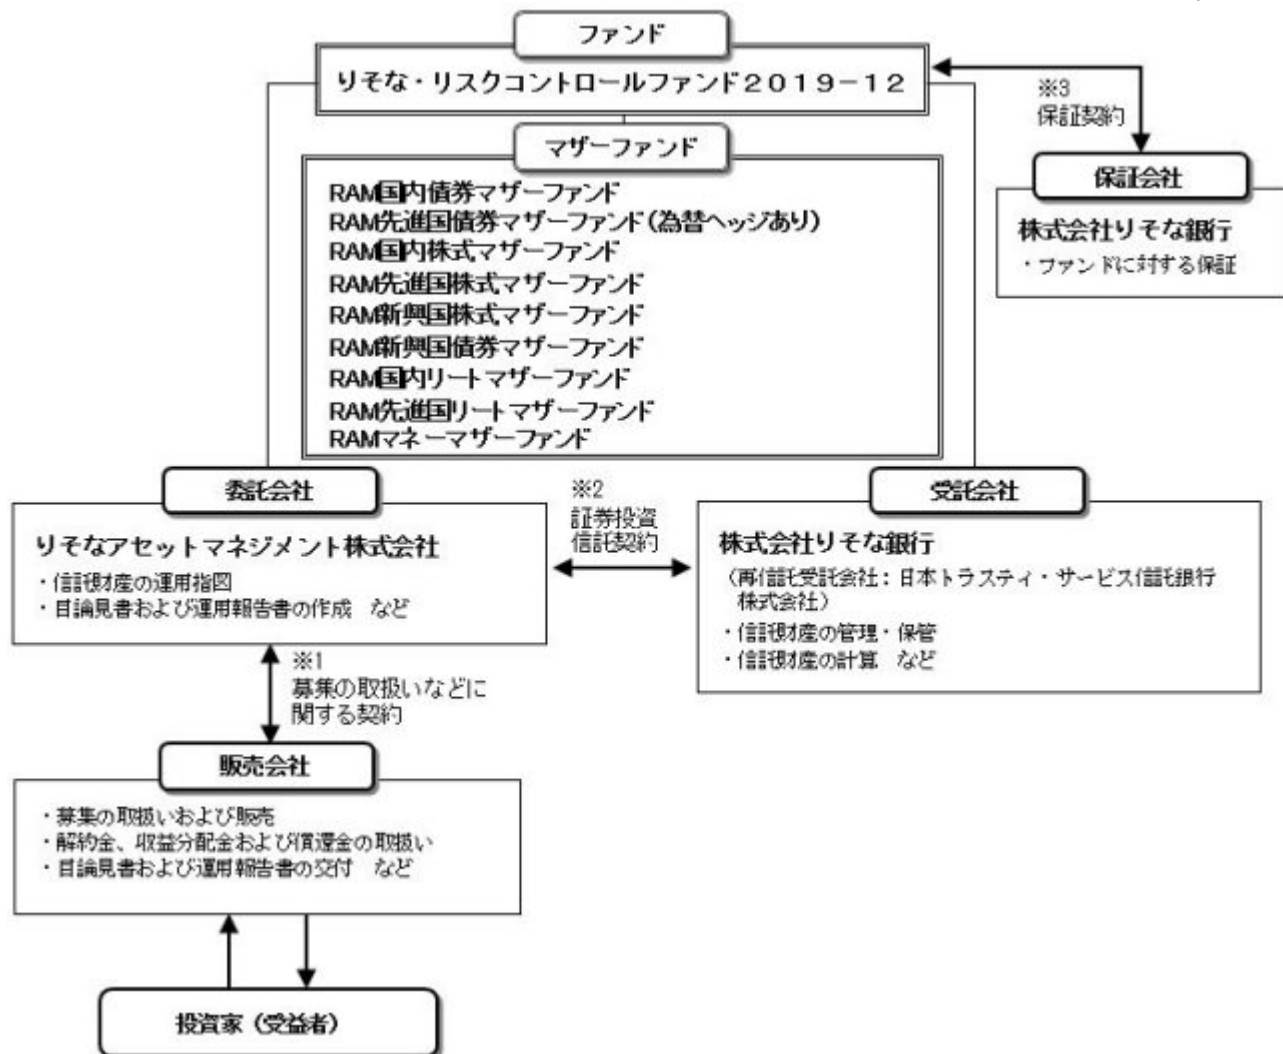 ファンド
りそな・リスクコントロールファンド2019-12
※3
保証契約
マザーファンド
RAM国内債券マザーファンド
RAM先進国債券マザーファンド(為替ヘッジあり)
RAM国内株式マザーファンド
RAM先進国株式マザーファンド
RAM新興国株式マザーファンド
RAM新興国債券マザーファンド
RAM国内リートマザーファンド
RAM先進国リートマザーファンド
RAMマネーマザーファンド
保証会社
株式会社りそな銀行
・ファンドに対する保証
委託会社
りそなアセットマネジメント株式会社
・信託財産の運用指図
・目論見書および運用報告書の作成 など
※2
証券投資
信託契約
受託会社
株式会社りそな銀行
(再信託受託会社:日本トラスティ・サービス信託銀行
株式会社)
・信託財産の管理・保管
・信託財産の計算 など
※1
募集の取扱いなどに
関する契約
販売会社
・募集の取扱いおよび販売
・解約金、収益分配金および償還金の取扱い
・目論見書および運用報告書の交付 など
投資家(受益者)